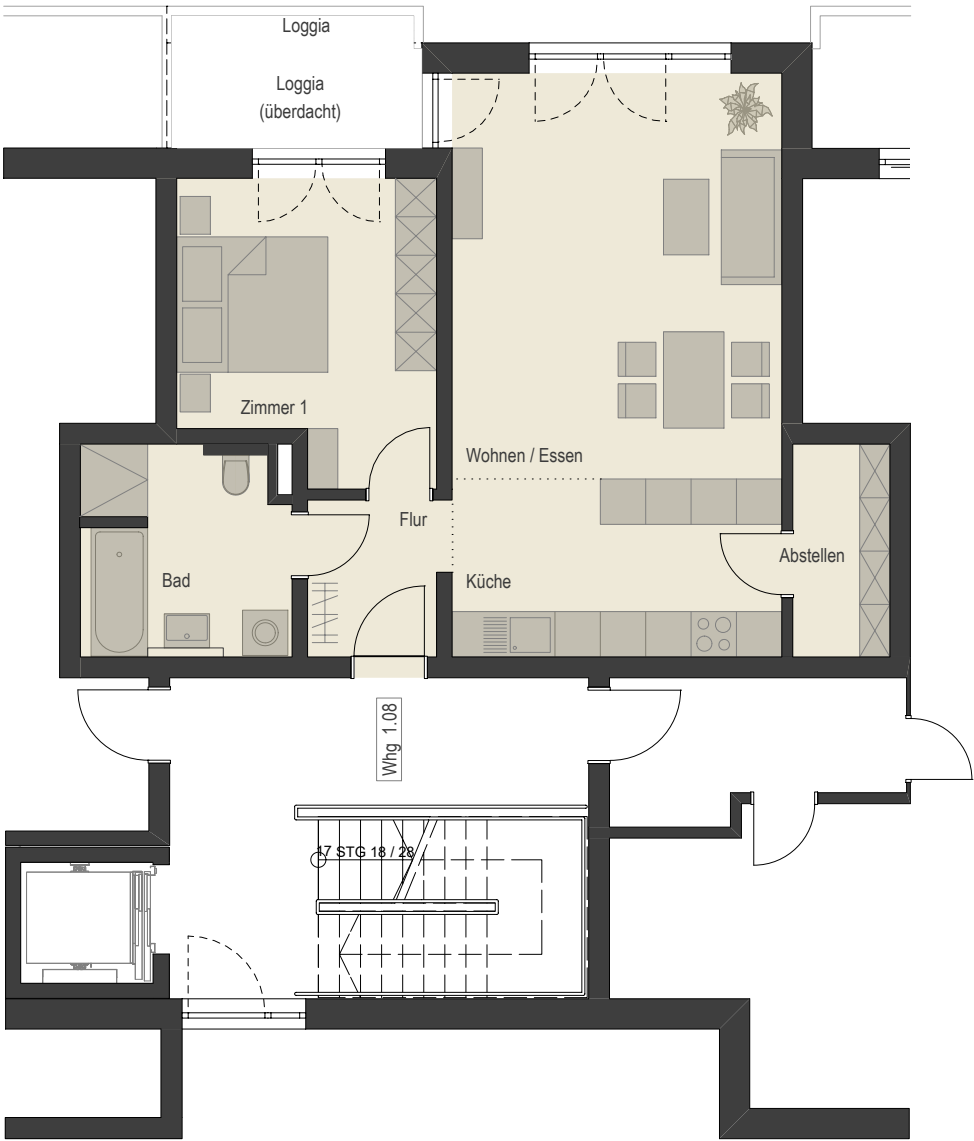 Loggia
Loggia
(überdacht)
Zimmer 1
Wohnen / Essen
Flur
Abstellen
Bad
Küche
Whg 1.08
17 STG 18 / 28